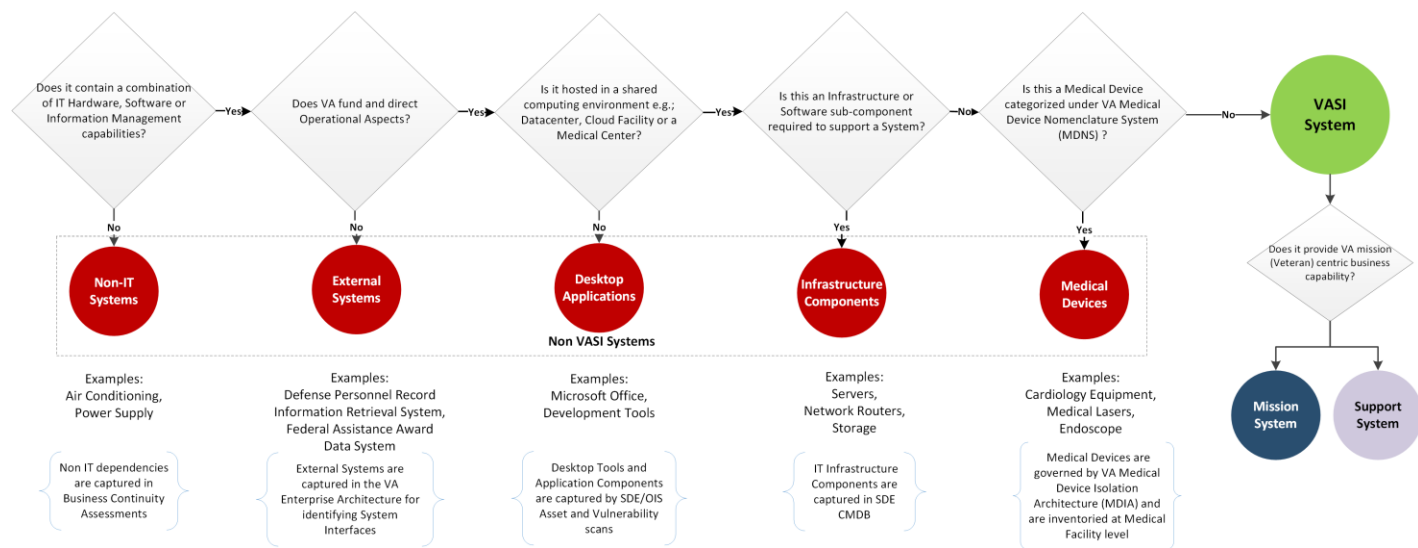 Does it contain a combination
of IT Hardware, Software or
Information Management
capabilities?
Yes
Does VA fund and direct
Operational Aspects?
Yes
Is it hosted in a shared
computing environment e.g.;
Datacenter, Cloud Facility or a
Medical Center?
Yes
Is this an Infrastructure or
Software sub-component
required to support a System?
No
Is this a Medical Device
categorized under VA Medical
Device Nomenclature System
(MDNS) ?
No
VASI
System
No
No
No
Yes
Yes
Does it provide VA mission
(Veteran) centric business
capability?
Non-IT
Systems
External
Systems
Desktop
Applications
Infrastructure
Components
Medical
Devices
Non VASI Systems
Mission
System
Support
System
Examples:
Air Conditioning,
Power Supply
Examples:
Defense Personnel Record
Information Retrieval System,
Federal Assistance Award
Data System
Examples:
Microsoft Office,
Development Tools
Examples:
Servers,
Network Routers,
Storage
Examples:
Cardiology Equipment,
Medical Lasers,
Endoscope
Non IT dependencies
are captured in
Business Continuity
Assessments
External Systems are
captured in the VA
Enterprise Architecture for
identifying System
Interfaces
Desktop Tools and
Application Components
are captured by SDE/OIS
Asset and Vulnerability
scans
IT Infrastructure
Components are
captured in SDE
CMDB
Medical Devices are
governed by VA Medical
Device Isolation
Architecture (MDIA) and
are inventoried at Medical
Facility level